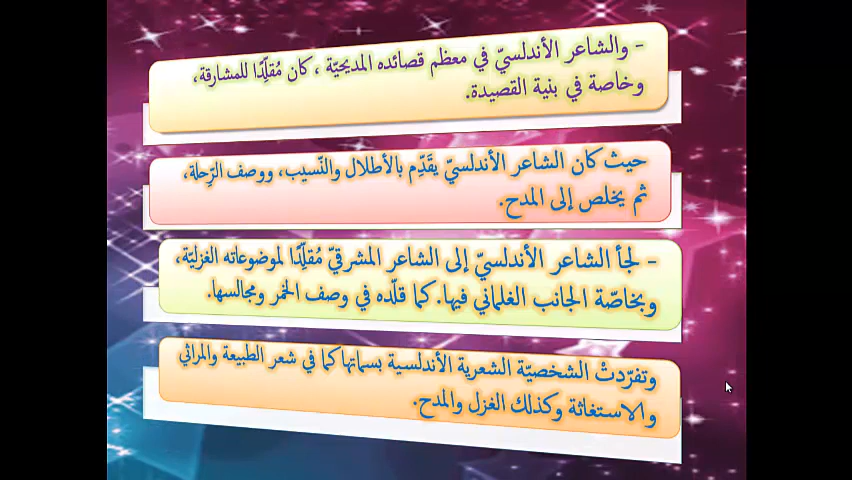 - والشاعر الأندلسيّ في معظم قصائده المديحيّة ، كان مُقلِّدًا للمشارقة،
وخاصة في بنية القصيدة.
حيث كان الشاعر الأندلسيّ يقَدِّم بالأطلال والنّسيب، ووصف الرِّحلة،
ثم يخلص إلى المدح.
- لجأ الشاعر الأندلسيّ إلى الشاعر المشرقيّ مُقلِّدًا لموضوعاته الغزليّة،
وبخاصّة الجانب الغلماني فيها. كما قلّده في وصف الخمر ومجالسها.
وتفرّدتْ الشخصيّة الشعرية الأندلسية بسماتها كما في شعر الطبيعة والمراثي
والاستغاثة وكذلك الغزل والمدح.